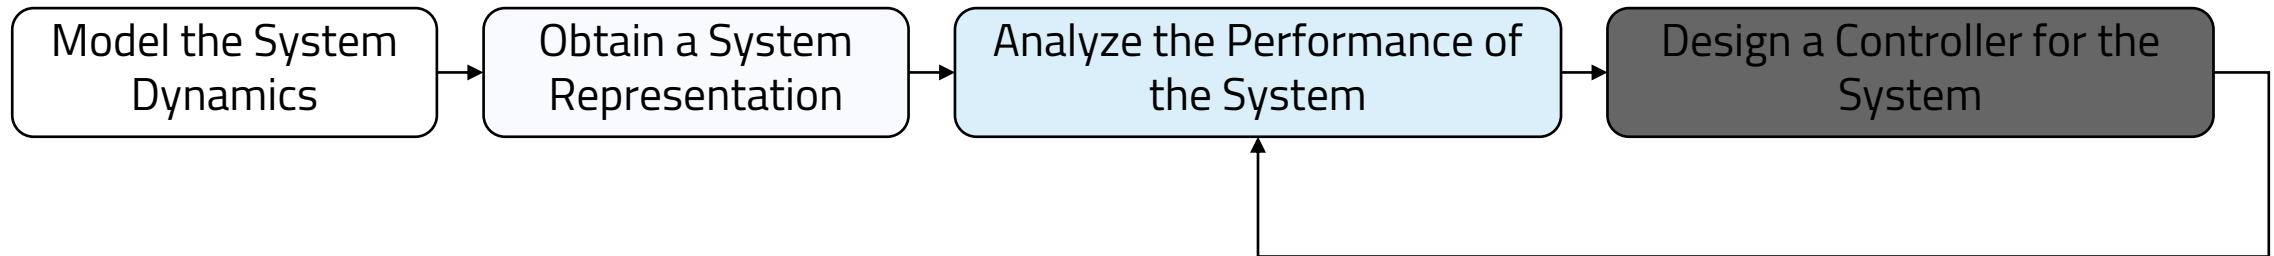 Model the System
Dynamics
Obtain a System
Representation
Analyze the Performance of
the System
Design a Controller for the
System